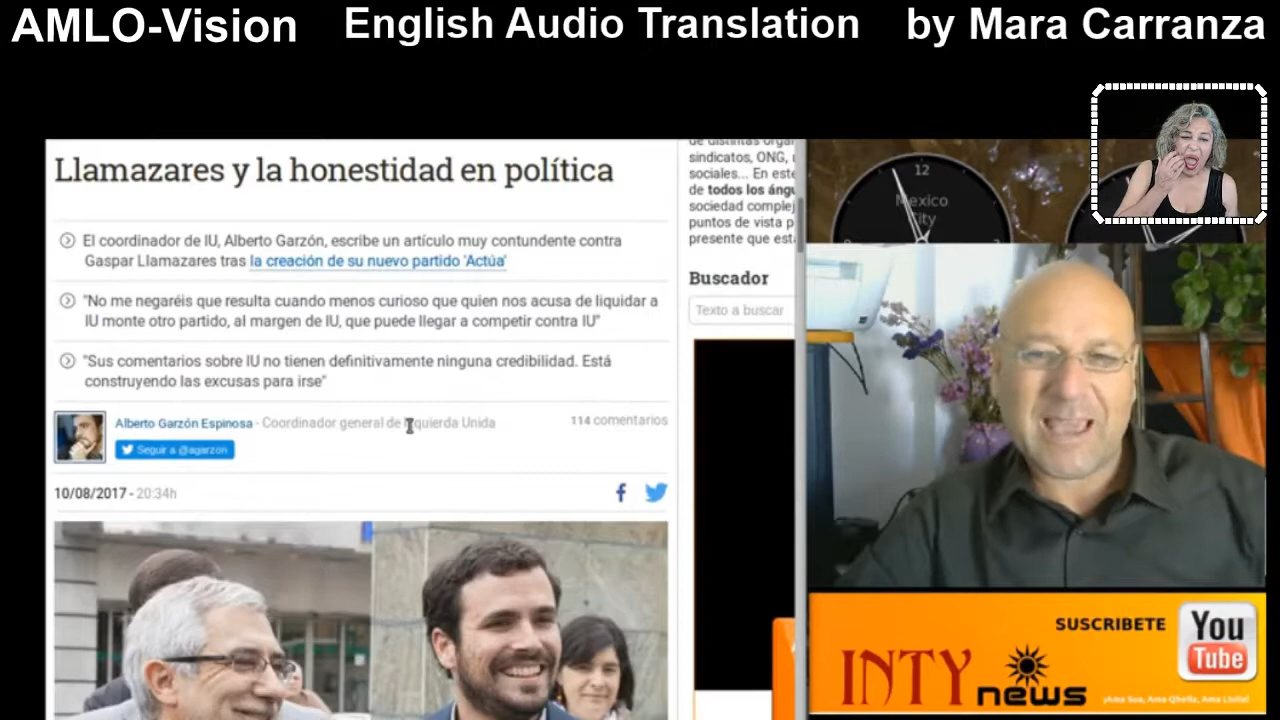 AMLO-Vision English Audio Translation by Mara Carranza
Llamazares y la honestidad en política
El coordinador de IU, Alberto Garzón, escribe un artículo muy contundente contra
Gaspar Llamazares tras la creación de su nuevo partido 'Actúa'
"No me negaréis que resulta cuando menos curioso que quien nos acusa de liquidar a
IU monte otro partido, al margen de IU, que puede llegar a competir contra IU"
"Sus comentarios sobre IU no tienen definitivamente ninguna credibilidad. Está
construyendo las excusas para irse"
Alberto Garzón Espinosa - Coordinador general de Izquierda Unida
114 comentarios
Seguir a @agarzon
10/08/2017 - 20:34h
de distintas
sindicatos, ONG,
sociales... En este
de todos los
sociedad
puntos de vista
presente que
Buscador
Texto a buscar
12
Mexico
City
SUSCRIBETE
You
Tube
INTY
news